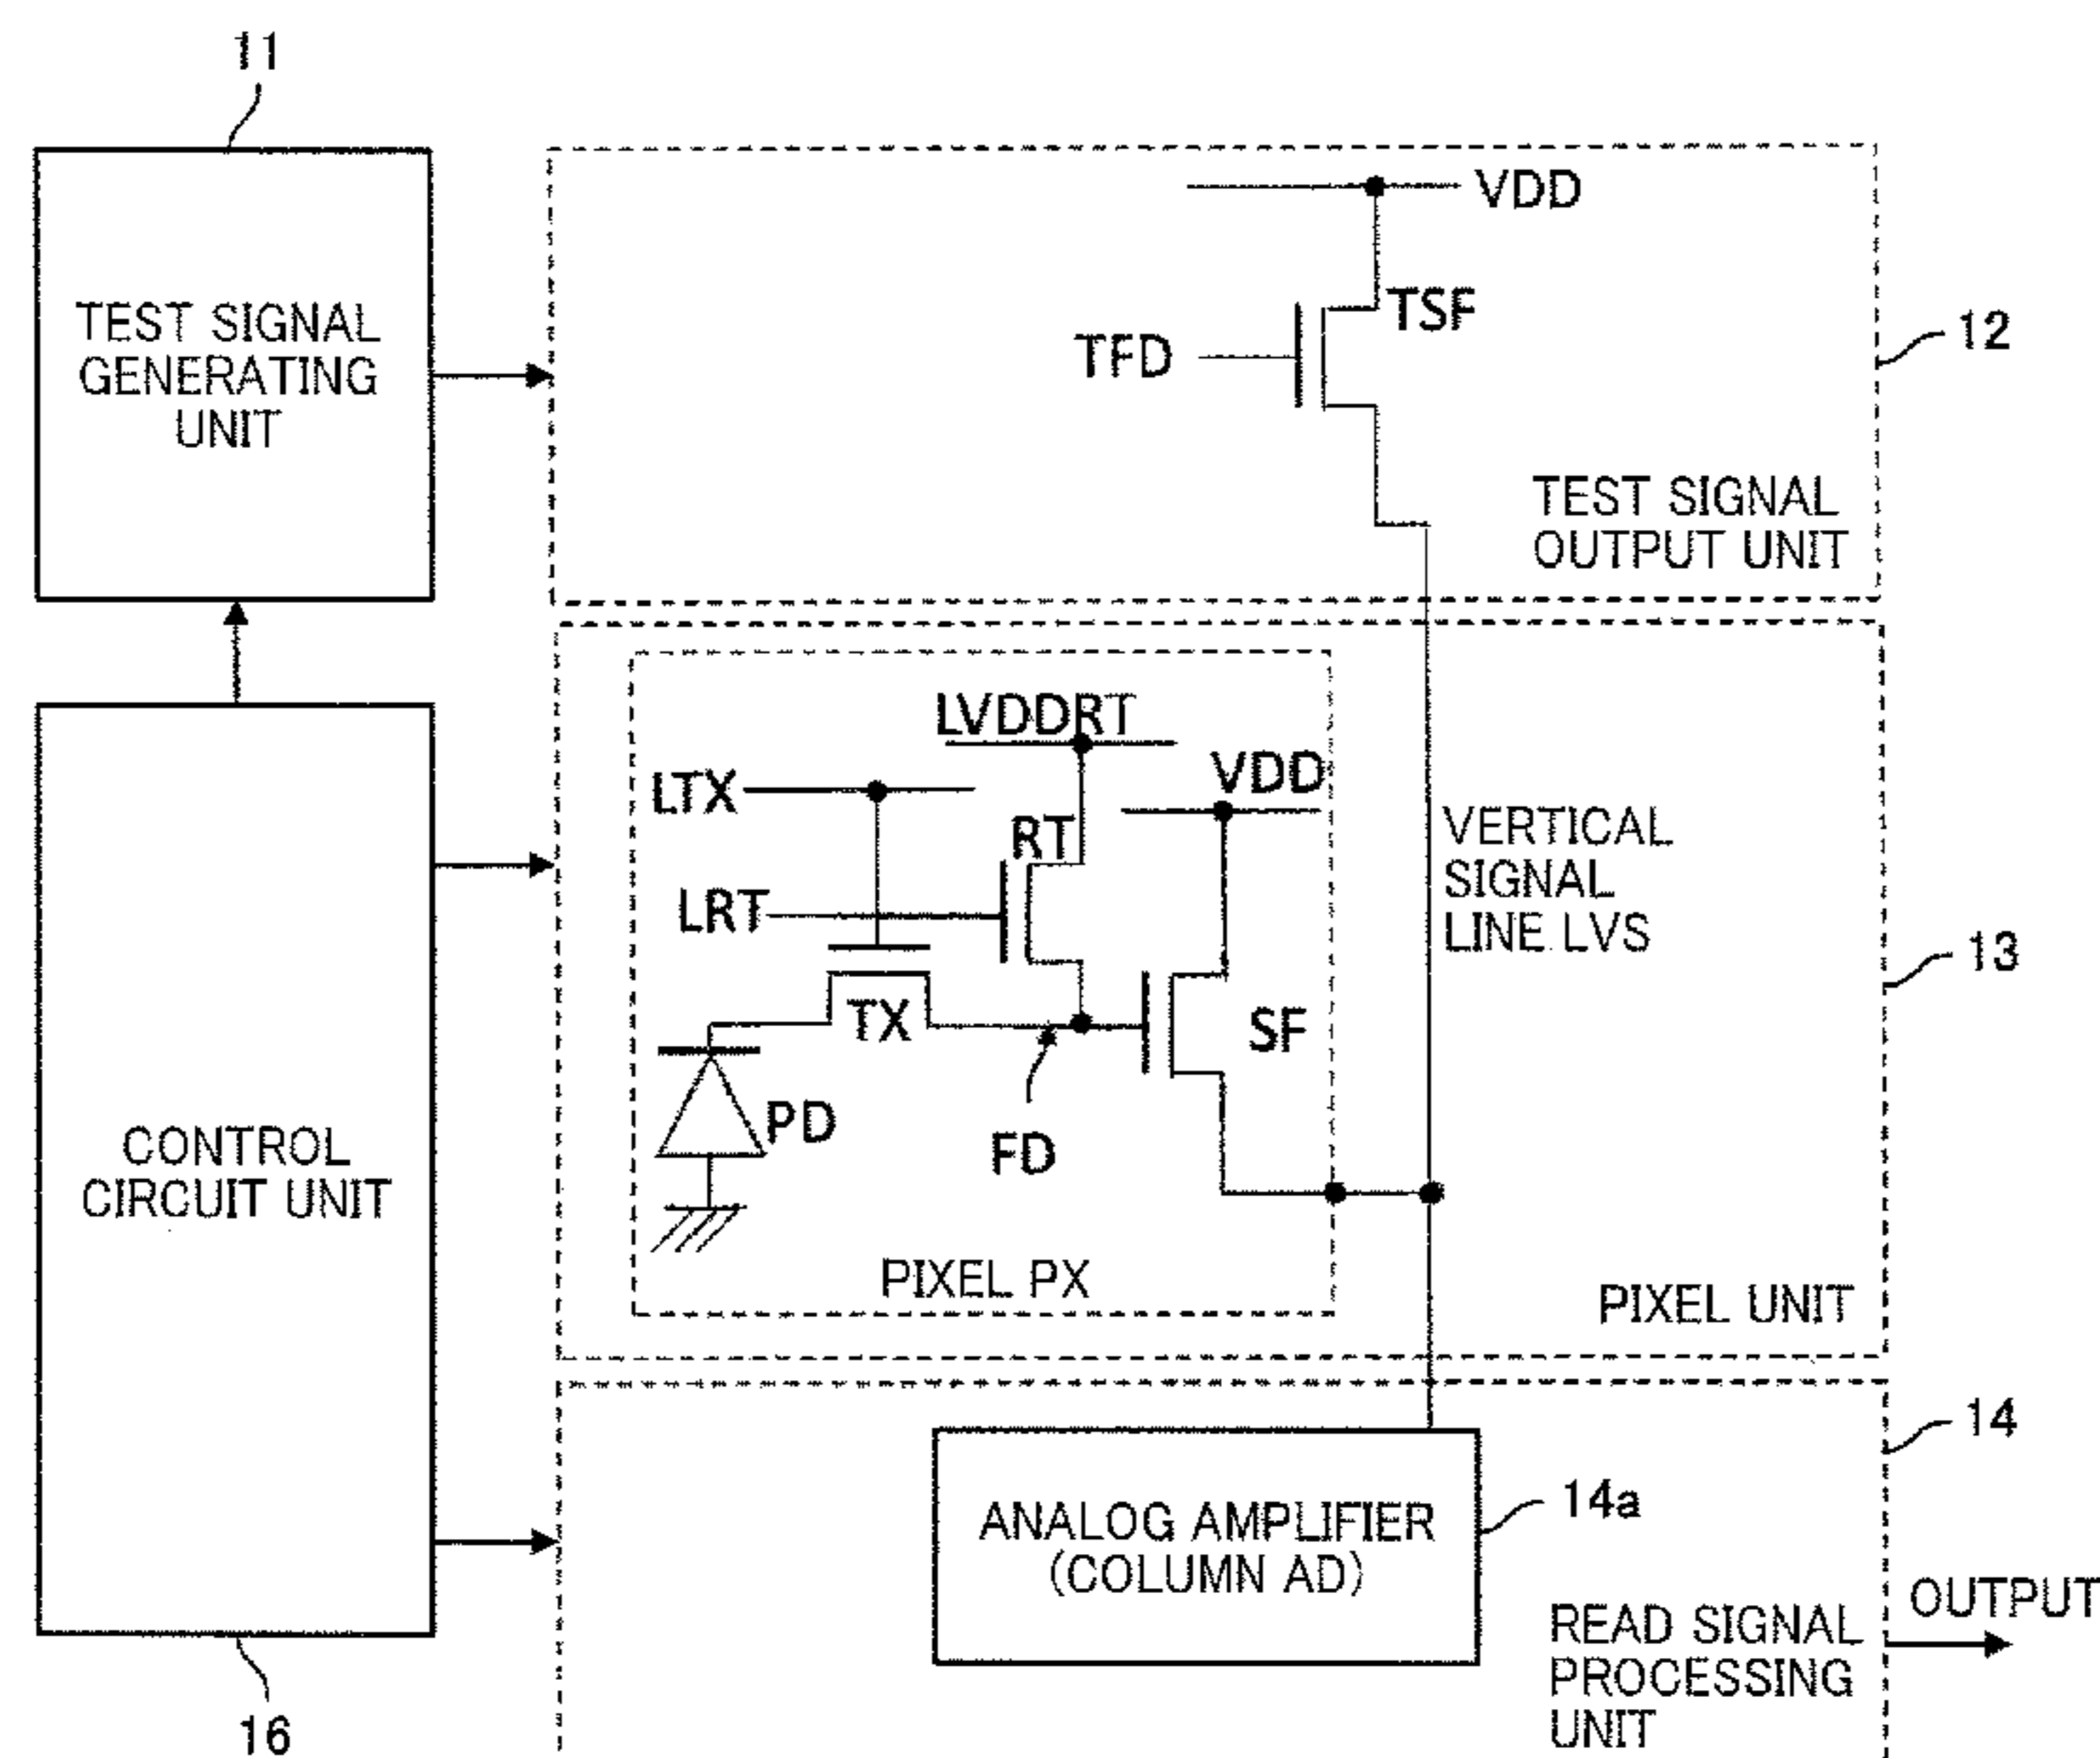 11
TEST SIGNAL
GENERATING
UNIT
VDD
TSF
TFD
12
TEST SIGNAL
OUTPUT UNIT
LVDDRT
VDD
LTX
RT
LRT
VERTICAL
SIGNAL
LINE LVS
13
TX
SF
PD
FD
CONTROL
CIRCUIT UNIT
PIXEL PX
PIXEL UNIT
14
ANALOG AMPLIFIER
(COLUMN AD)
14a
OUTPUT
READ SIGNAL
PROCESSING
UNIT
16